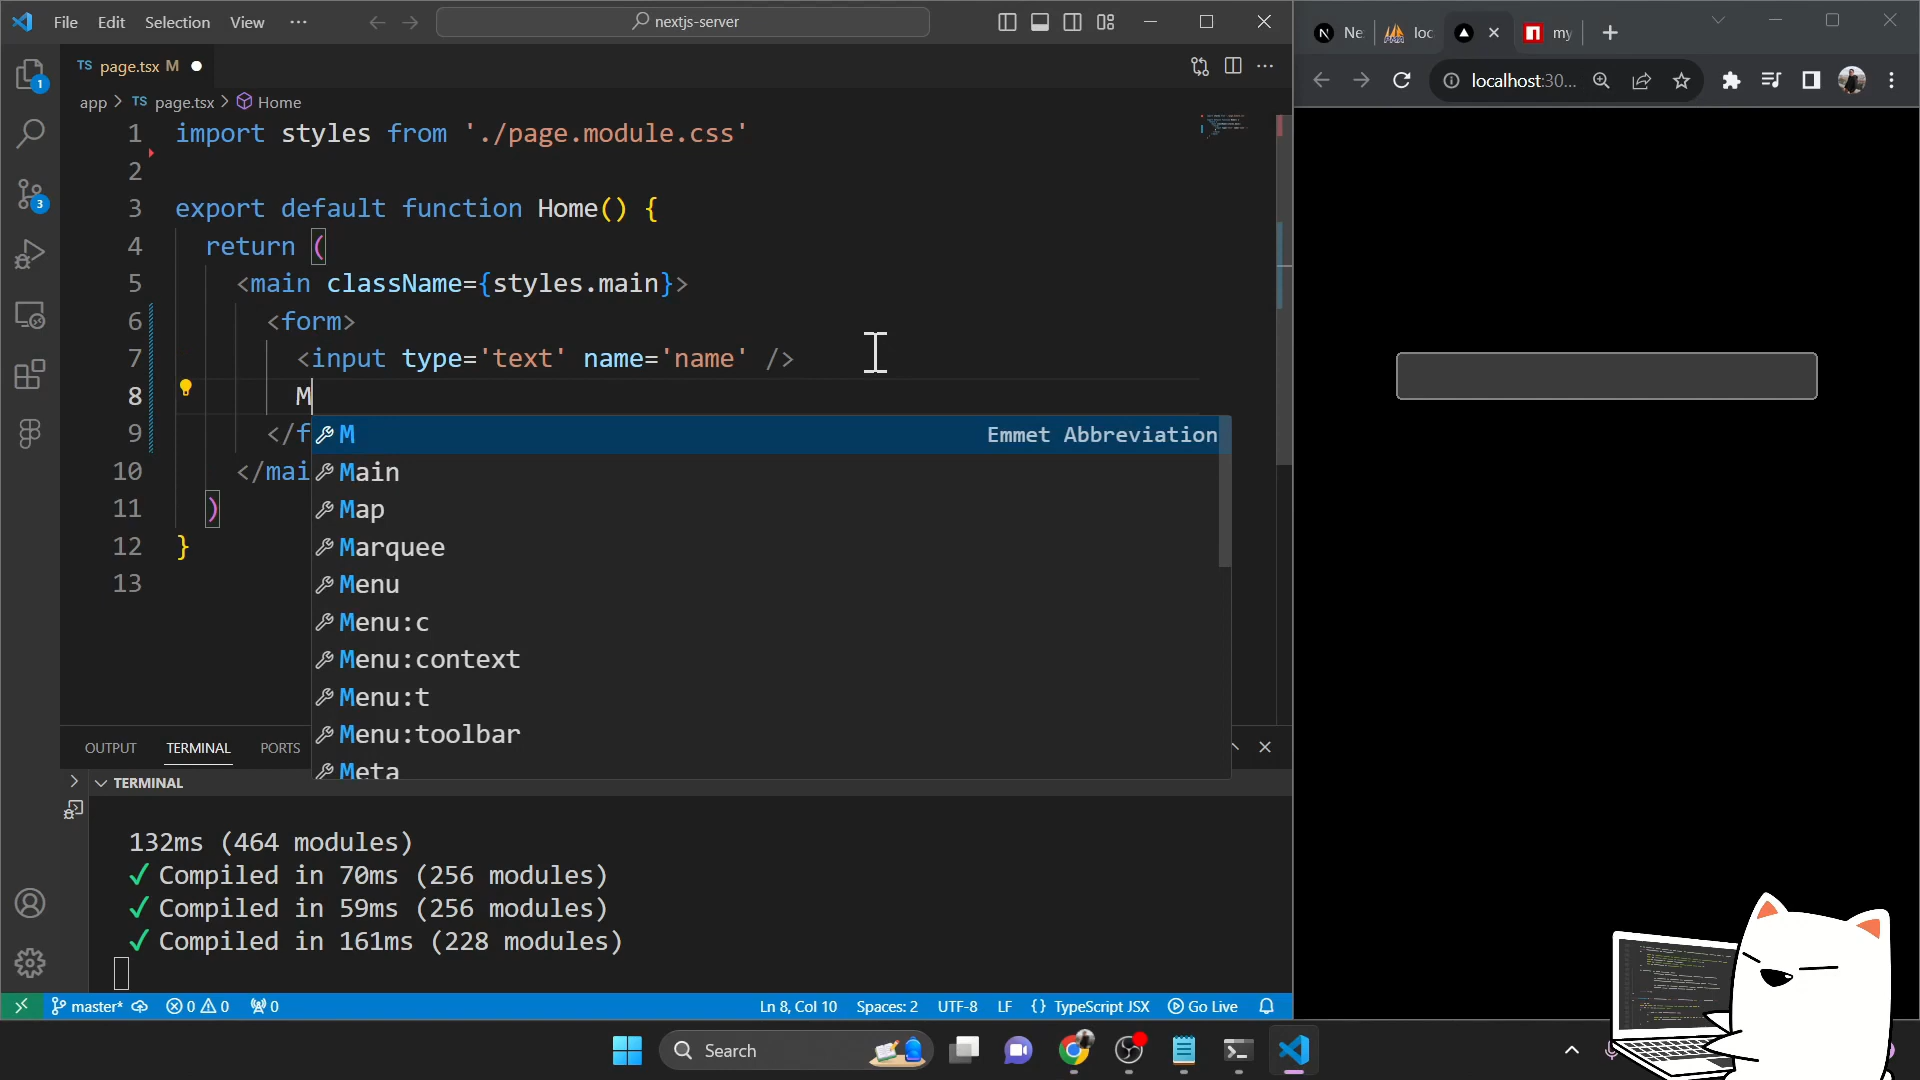 File Edit Selection View ··· nextjs-server
TS page.tsx M
app > TS page.tsx > Home
1 import styles from './page.module.css'
2
3 export default function Home() {
4 return (
5 <main className={styles.main}>
6 <form>
7 <input type='text' name='name' />
8 M
9 </f
10 </mai
11 )
12 }
13
M Emmet Abbreviation
Main
Map
Marquee
Menu
Menu:c
Menu:context
Menu:t
Menu:toolbar
Meta
OUTPUT TERMINAL PORTS
TERMINAL
132ms (464 modules)
✓ Compiled in 70ms (256 modules)
✓ Compiled in 59ms (256 modules)
✓ Compiled in 161ms (228 modules)
master* 0 0 0 Ln 8, Col 10 Spaces: 2 UTF-8 LF {} TypeScript JSX Go Live
1
3
Ne loc my
localhost:30...
Search